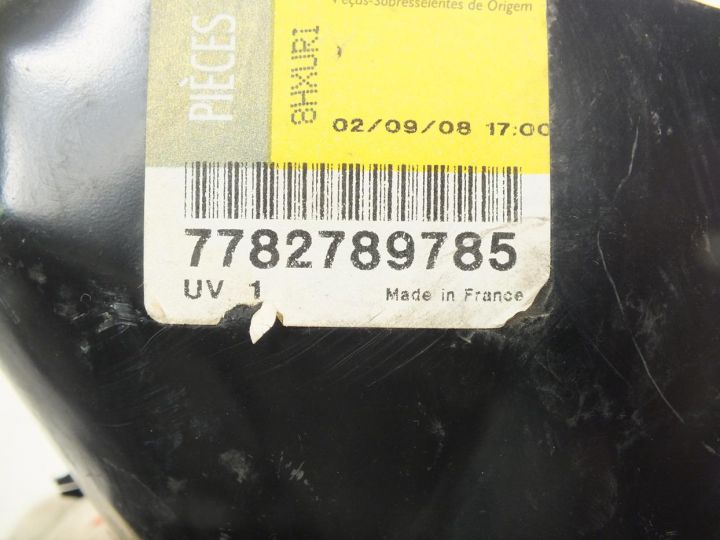 Peças-Sobresselentes de Origem
PIÈCES
8HXUR1
02/09/08 17:00
7782789785
UV 1
Made in France